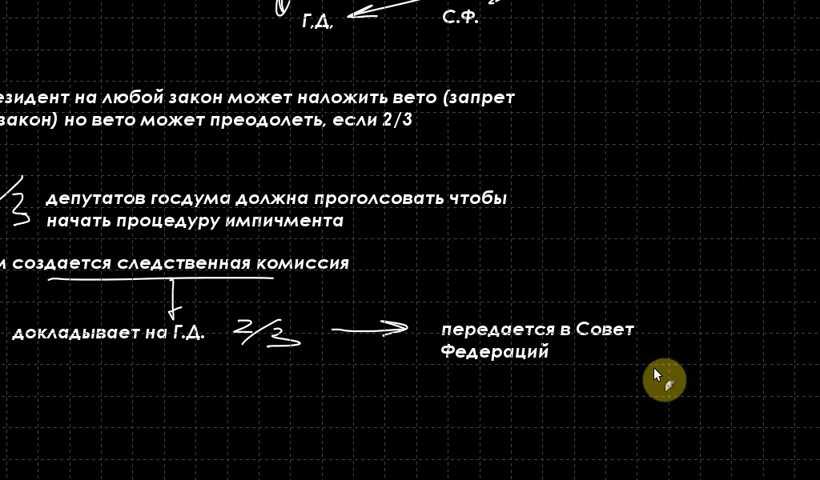 Г.Д. С.Ф.
езидент на любой закон может наложить вето (запрет
закон) но вето может преодолеть, если 2/3
/3 депутатов госдума должна проголсовать чтобы
начать процедуру импичмента
м создается следственная комиссия
докладывает на Г.Д. 2/3 передается в Совет
Федераций